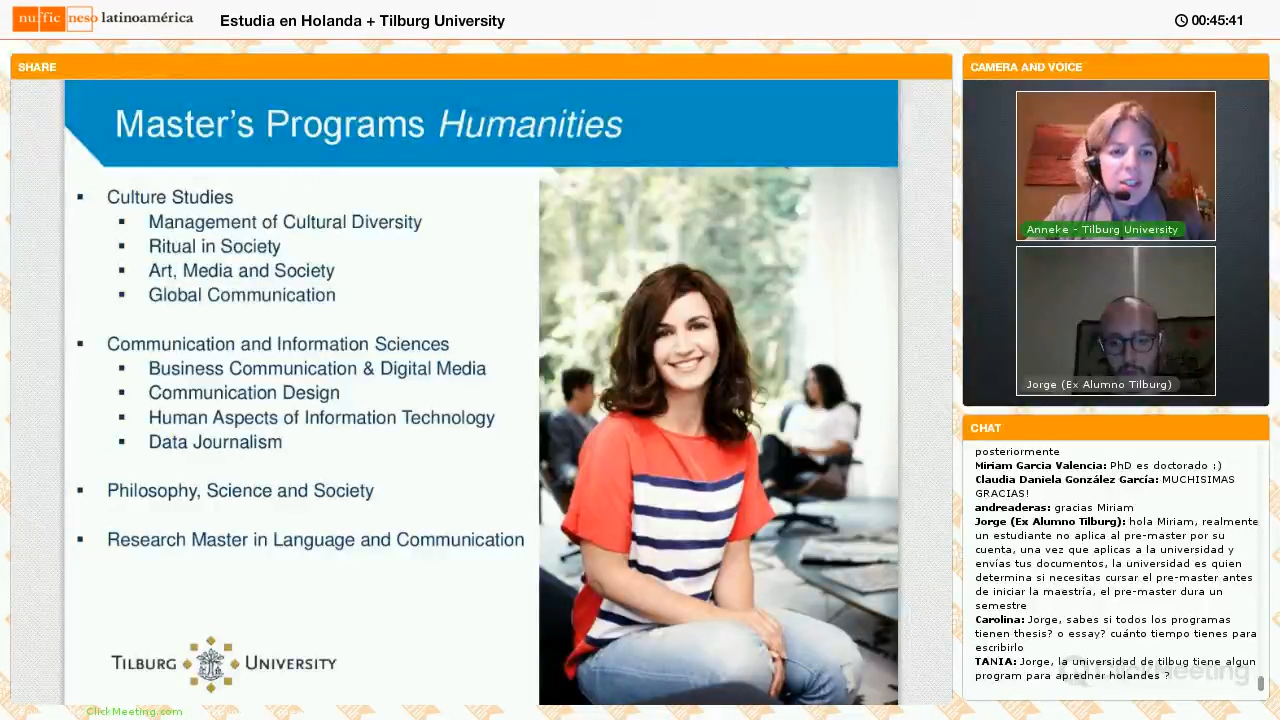 nuffic neso latinoamérica
Estudia en Holanda + Tilburg University
00:45:41
SHARE
Master's Programs Humanities
Culture Studies
Management of Cultural Diversity
Ritual in Society
Art, Media and Society
Global Communication
Communication and Information Sciences
Business Communication & Digital Media
Communication Design
Human Aspects of Information Technology
Data Journalism
Philosophy, Science and Society
Research Master in Language and Communication
TILBURG UNIVERSITY
ClickMeeting.com
CAMERA AND VOICE
Anneke - Tilburg University
Jorge (Ex Alumno Tilburg)
CHAT
posteriormente
Miriam Garcia Valencia: PhD es doctorado :)
Claudia Daniela González García: MUCHISIMAS
GRACIAS!
andreaderas: gracias Miriam
Jorge (Ex Alumno Tilburg): hola Miriam, realmente
un estudiante no aplica al pre-master por su
cuenta, una vez que aplicas a la universidad y
envías tus documentos, la universidad es quien
determina si necesitas cursar el pre-master antes
de iniciar la maestría, el pre-master dura un
semestre
Carolina: Jorge, sabes si todos los programas
tienen thesis? o essay? cuánto tiempo tienes para
escribirlo
TANIA: Jorge, la universidad de tilbug tiene algun
program para apredner holandes ?
ClickMeeting